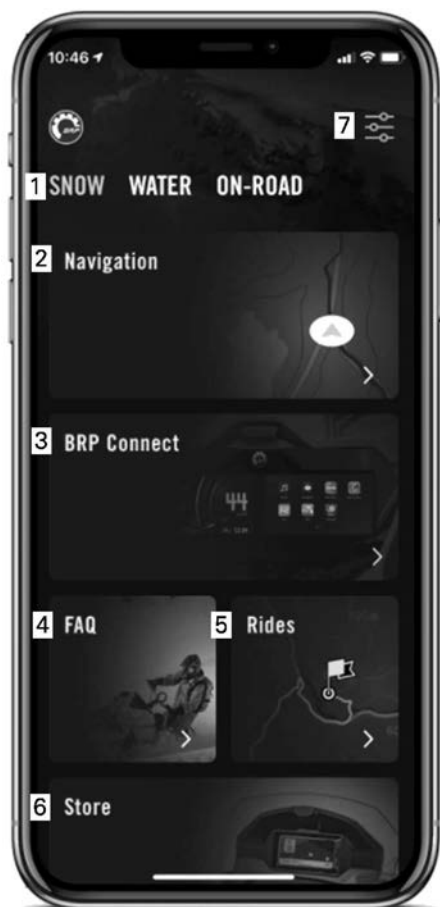 10:46
7
1 SNOW WATER ON-ROAD
2 Navigation
3 BRP Connect
4 FAQ
5 Rides
6 Store